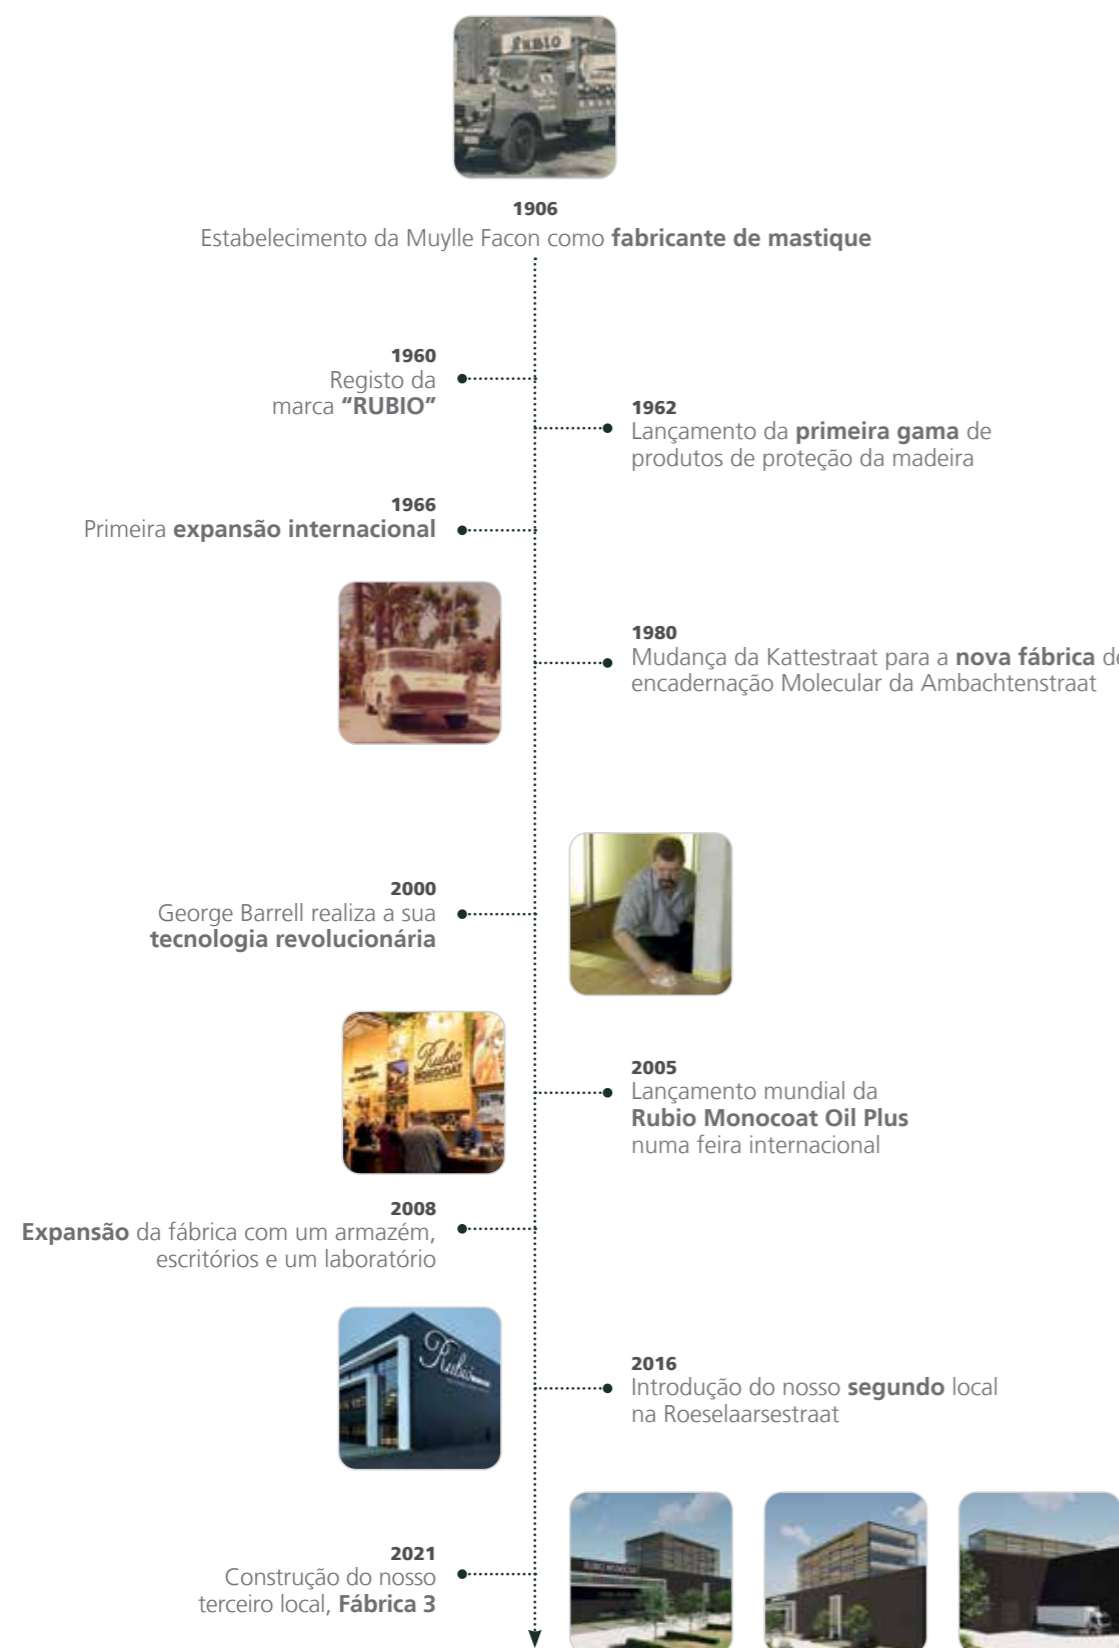 RUBIO
1906
Estabelecimento da Muylle Facon como fabricante de mastique
1960
Registo da
marca “RUBIO”
1962
Lançamento da primeira gama de
produtos de proteção da madeira
1966
Primeira expansão internacional
1980
Mudança da Kattestraat para a nova fábrica de
encadernação Molecular da Ambachtenstraat
2000
George Barrell realiza a sua
tecnologia revolucionária
Rubio
MONOCOAT
2005
Lançamento mundial da
Rubio Monocoat Oil Plus
numa feira internacional
2008
Expansão da fábrica com um armazém,
escritórios e um laboratório
Rubio
2016
Introdução do nosso segundo local
na Roeselaarsestraat
2021
Construção do nosso
terceiro local, Fábrica 3